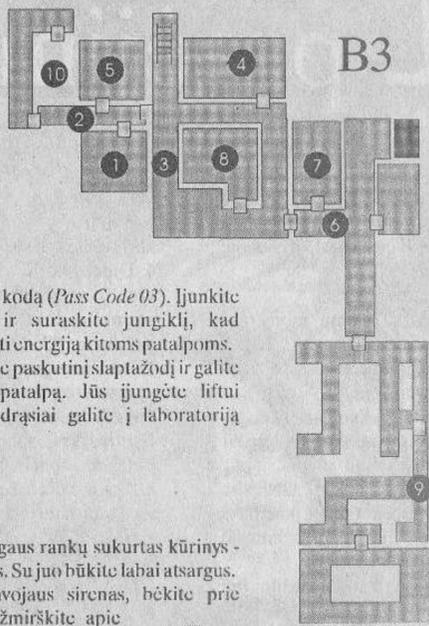 B3
10
5
4
2
1
3
8
7
6
kodą (Pass Code 03). Įjunkite
ir suraskite jungiklį, kad
ti energiją kitoms patalpoms.
e paskutinį slaptažodį ir galite
patalpą. Jūs įjungėte liftui
drąsiai galite į laboratoriją
9
gaus rankų sukurtas kūrinys -
s. Su juo būkite labai atsargus.
avojaus sirenas, bėkite prie
žmirškite apie